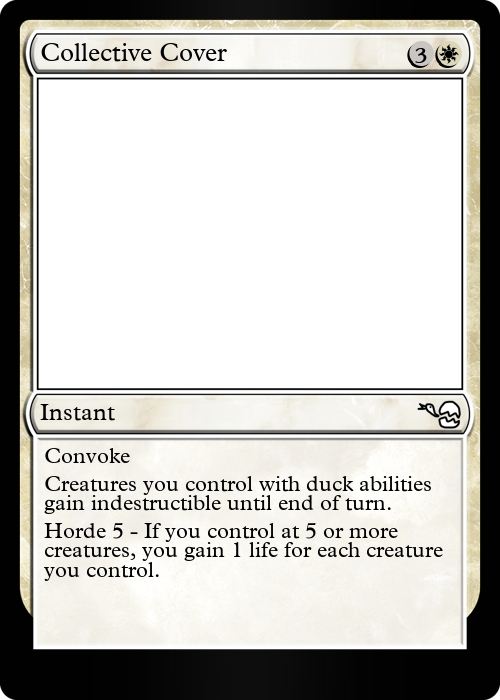 Collective Cover
3
Instant
Convoke
Creatures you control with duck abilities
gain indestructible until end of turn.
Horde 5 - If you control at 5 or more
creatures, you gain 1 life for each creature
you control.